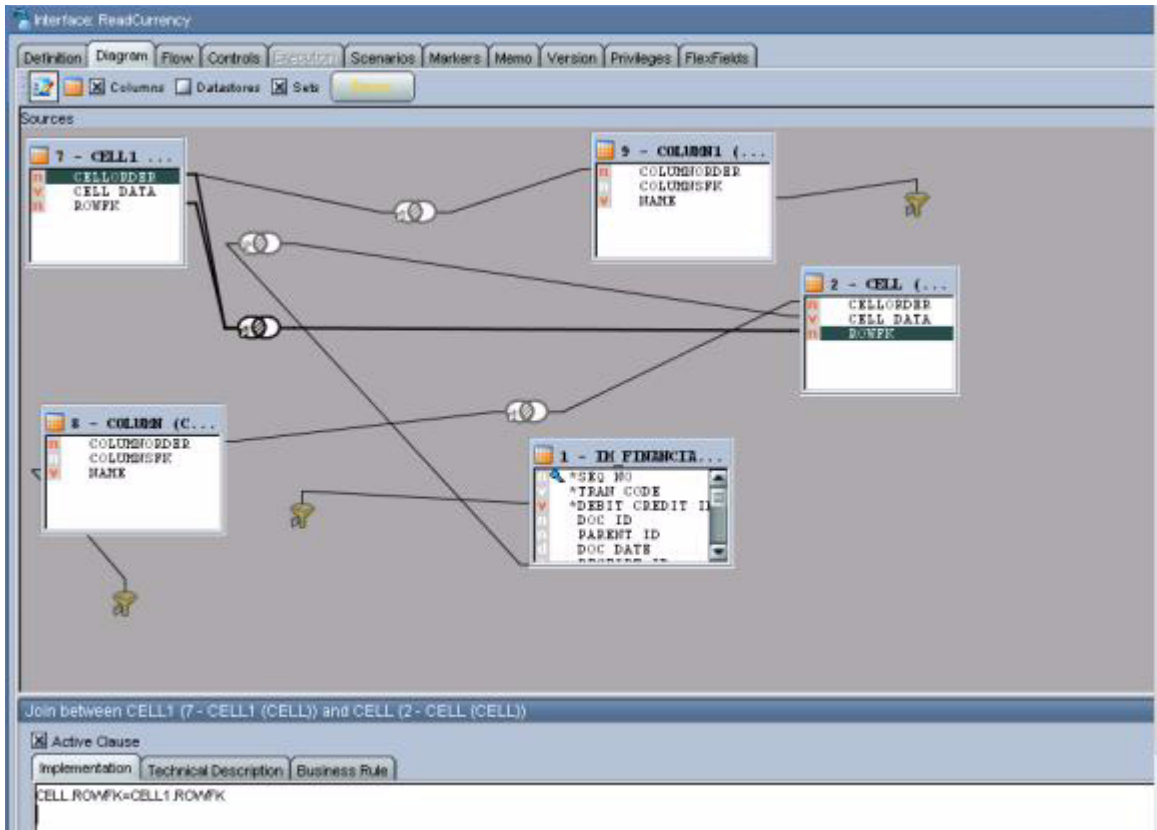 Interface: ReadCurrency
Definition Diagram Flow Controls Execution Scenarios Markers Memo Version Privileges FlexFields
Columns Datastores Sets
Sources
7 - CELL1 ...
CELLORDER
CELL DATA
ROWFK
9 - COLUMN1 (...
COLUMNORDER
COLUMNSFK
NAME
2 - CELL (...
CELLORDER
CELL DATA
ROWFK
8 - COLUMN (C...
COLUMNORDER
COLUMNSFK
NAME
1 - IM_FINANCIA...
*SEQ NO
*TRAN CODE
*DEBIT CREDIT I
DOC ID
PARENT ID
DOC DATE
Join between CELL1 (7 - CELL1 (CELL)) and CELL (2 - CELL (CELL))
Active Clause
Implementation Technical Description Business Rule
CELL.ROWFK=CELL1.ROWFK